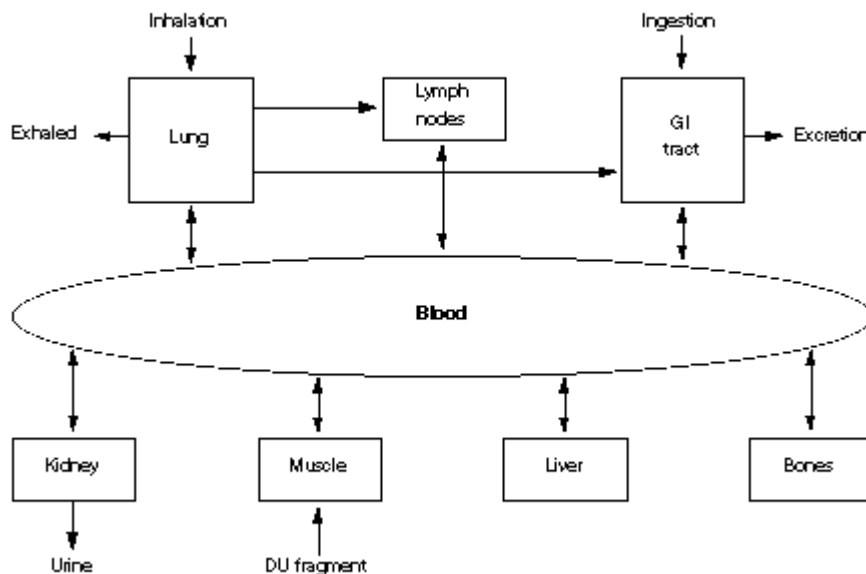 Inhalation
Ingestion
Lymph
nodes
Exhaled
Lung
GI
tract
Excretion
Blood
Kidney
Muscle
Liver
Bones
Urine
DU fragment